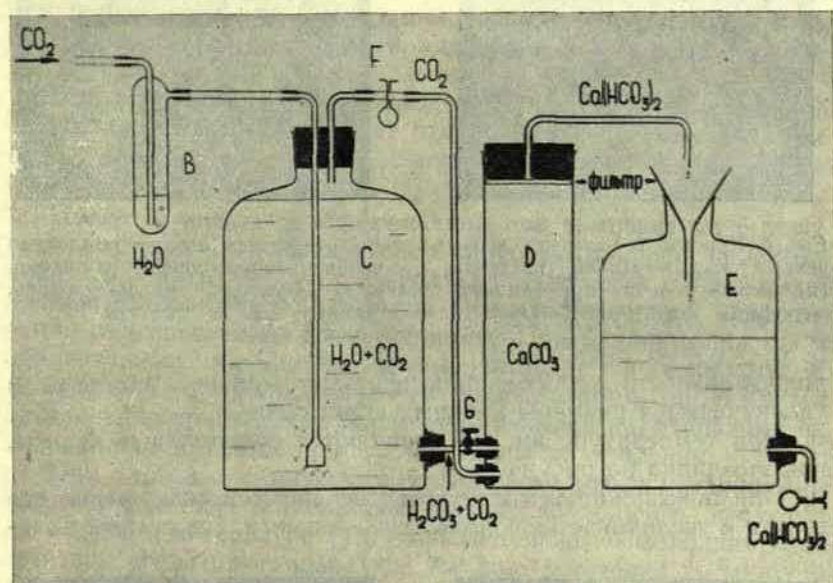 CO₂
F
CO₂
Ca(HCO₃)₂
B
фильтр
H₂O
C
D
E
H₂O+CO₂
CaCO₃
G
H₂CO₃+CO₂
Ca(HCO₃)₂